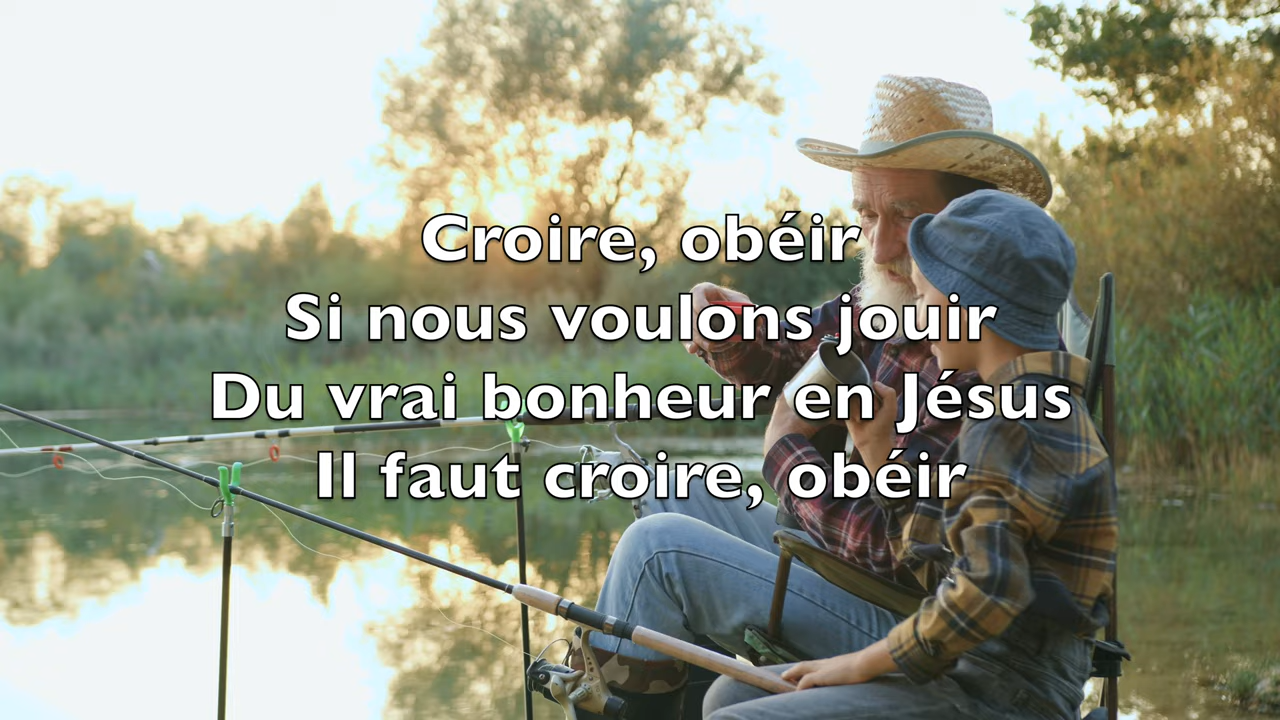 Croire, obéir
Si nous voulons jouir
Du vrai bonheur en Jésus
Il faut croire, obéir